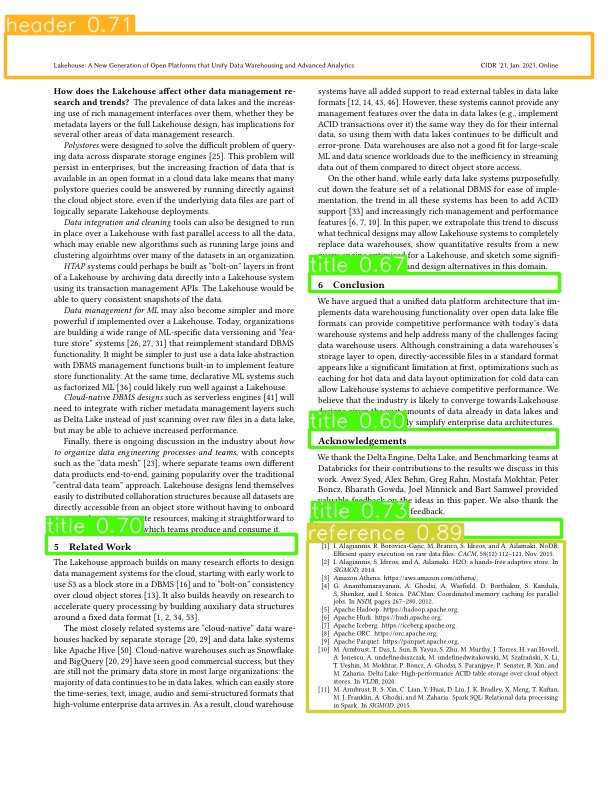 header 0.71
Lakehouse: A New Generation of Open Platforms that Unify Data Warehousing and Advanced Analytics
CIDR '21, Jan. 2021, Online
How does the Lakehouse affect other data management re-
search and trends? The prevalence of data lakes and the increas-
ing use of rich management interfaces over them, whether they be
metadata layers or the full Lakehouse design, has implications for
several other areas of data management research.
Polystores were designed to solve the difficult problem of query-
ing data across disparate storage engines [25]. This problem will
persist in enterprises, but the increasing fraction of data that is
available in an open format in a cloud data lake means that many
polystore queries could be answered by running directly against
the cloud object store, even if the underlying data files are part of
logically separate Lakehouse deployments.
Data integration and cleaning tools can also be designed to run
in place over a Lakehouse with fast parallel access to all the data,
which may enable new algorithms such as running large joins and
clustering algoirhtms over many of the datasets in an organization.
HTAP systems could perhaps be built as "bolt-on" layers in front
of a Lakehouse by archiving data directly into a Lakehouse system
using its transaction management APIs. The Lakehouse would be
able to query consistent snapshots of the data.
Data management for ML may also become simpler and more
powerful if implemented over a Lakehouse. Today, organizations
are building a wide range of ML-specific data versioning and "fea-
ture store" systems [26, 27, 31] that reimplement standard DBMS
functionality. It might be simpler to just use a data lake abstraction
with DBMS management functions built-in to implement feature
store functionality. At the same time, declarative ML systems such
as factorized ML [36] could likely run well against a Lakehouse.
Cloud-native DBMS designs such as serverless engines [41] will
need to integrate with richer metadata management layers such
as Delta Lake instead of just scanning over raw files in a data lake,
but may be able to achieve increased performance.
Finally, there is ongoing discussion in the industry about how
to organize data engineering processes and teams, with concepts
such as the "data mesh" [23], where separate teams own different
data products end-to-end, gaining popularity over the traditional
"central data team" approach. Lakehouse designs lend themselves
easily to distributed collaboration structures because all datasets are
directly accessible from an object store without having to onboard
te resources, making it straightforward to
title 0.70
which teams produce and consume it.
5 Related Work
The Lakehouse approach builds on many research efforts to design
data management systems for the cloud, starting with early work to
use S3 as a block store in a DBMS [16] and to "bolt-on" consistency
over cloud object stores [13]. It also builds heavily on research to
accelerate query processing by building auxiliary data structures
around a fixed data format [1, 2, 34, 53].
The most closely related systems are "cloud-native" data ware-
houses backed by separate storage [20, 29] and data lake systems
like Apache Hive [50]. Cloud-native warehouses such as Snowflake
and BigQuery [20, 29] have seen good commercial success, but they
are still not the primary data store in most large organizations: the
majority of data continues to be in data lakes, which can easily store
the time-series, text, image, audio and semi-structured formats that
high-volume enterprise data arrives in. As a result, cloud warehouse
systems have all added support to read external tables in data lake
formats [12, 14, 43, 46]. However, these systems cannot provide any
management features over the data in data lakes (e.g., implement
ACID transactions over it) the same way they do for their internal
data, so using them with data lakes continues to be difficult and
error-prone. Data warehouses are also not a good fit for large-scale
ML and data science workloads due to the inefficiency in streaming
data out of them compared to direct object store access.
On the other hand, while early data lake systems purposefully
cut down the feature set of a relational DBMS for ease of imple-
mentation, the trend in all these systems has been to add ACID
support [33] and increasingly rich management and performance
features [6, 7, 10]. In this paper, we extrapolate this trend to discuss
what technical designs may allow Lakehouse systems to completely
replace data warehouses, show quantitative results from a new
for a Lakehouse, and sketch some signifi-
title 0.67
and design alternatives in this domain.
6 Conclusion
We have argued that a unified data platform architecture that im-
plements data warehousing functionality over open data lake file
formats can provide competitive performance with today's data
warehouse systems and help address many of the challenges facing
data warehouse users. Although constraining a data warehouses's
storage layer to open, directly-accessible files in a standard format
appears like a significant limitation at first, optimizations such as
caching for hot data and data layout optimization for cold data can
allow Lakehouse systems to achieve competitive performance. We
believe that the industry is likely to converge towards Lakehouse
amounts of data already in data lakes and
title 0.60
ly simplify enterprise data architectures.
Acknowledgements
We thank the Delta Engine, Delta Lake, and Benchmarking teams at
Databricks for their contributions to the results we discuss in this
work. Awez Syed, Alex Behm, Greg Rahn, Mostafa Mokhtar, Peter
Boncz, Bharath Gowda, Joel Minnick and Bart Samwel provided
valuable feedback on the ideas in this paper. We also thank the
title 0.73
feedback.
reference 0.89
[1] I. Alagiannis, R. Borovica-Gajic, M. Branco, S. Idreos, and A. Ailamaki. NoDB:
Efficient query execution on raw data files. CACM, 58(12):112–121, Nov. 2015.
[2] I. Alagiannis, S. Idreos, and A. Ailamaki. H2O: a hands-free adaptive store. In
SIGMOD, 2014.
[3] Amazon Athena. https://aws.amazon.com/athena/.
[4] G. Ananthanarayanan, A. Ghodsi, A. Warfield, D. Borthakur, S. Kandula,
S. Shenker, and I. Stoica. PACMan: Coordinated memory caching for parallel
jobs. In NSDI, pages 267–280, 2012.
[5] Apache Hadoop. https://hadoop.apache.org.
[6] Apache Hudi. https://hudi.apache.org.
[7] Apache Iceberg. https://iceberg.apache.org.
[8] Apache ORC. https://orc.apache.org.
[9] Apache Parquet. https://parquet.apache.org.
[10] M. Armbrust, T. Das, L. Sun, B. Yavuz, S. Zhu, M. Murthy, J. Torres, H. van Hovell,
A. Ionescu, A. undefineduszczak, M. undefinedwitakowski, M. Szafrański, X. Li,
T. Ueshin, M. Mokhtar, P. Boncz, A. Ghodsi, S. Paranjpye, P. Senster, R. Xin, and
M. Zaharia. Delta Lake: High-performance ACID table storage over cloud object
stores. In VLDB, 2020.
[11] M. Armbrust, R. S. Xin, C. Lian, Y. Huai, D. Liu, J. K. Bradley, X. Meng, T. Kaftan,
M. J. Franklin, A. Ghodsi, and M. Zaharia. Spark SQL: Relational data processing
in Spark. In SIGMOD, 2015.